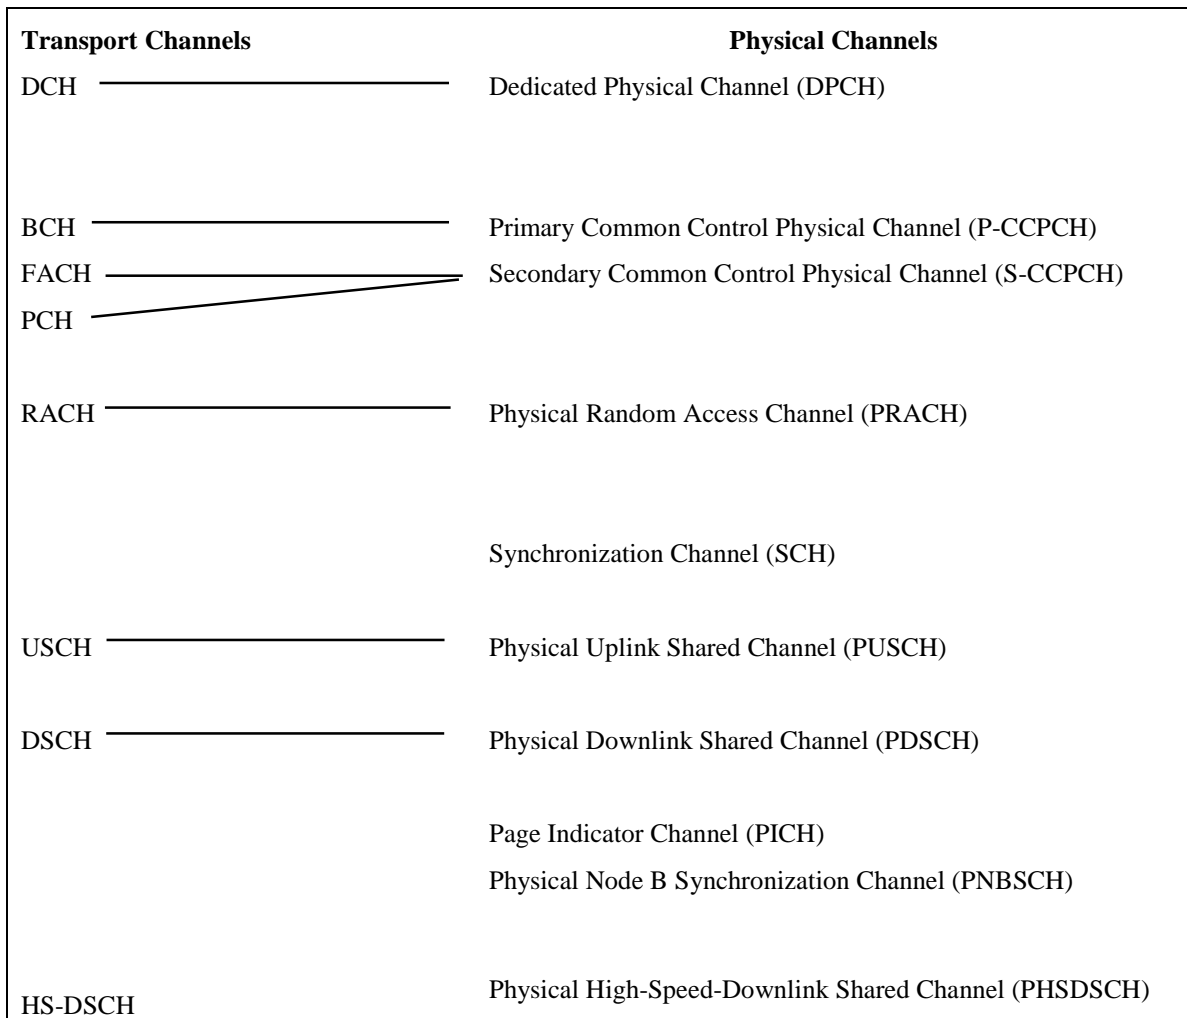 Transport Channels Physical Channels
DCH Dedicated Physical Channel (DPCH)
BCH Primary Common Control Physical Channel (P-CCPCH)
FACH Secondary Common Control Physical Channel (S-CCPCH)
PCH
RACH Physical Random Access Channel (PRACH)
Synchronization Channel (SCH)
USCH Physical Uplink Shared Channel (PUSCH)
DSCH Physical Downlink Shared Channel (PDSCH)
Page Indicator Channel (PICH)
Physical Node B Synchronization Channel (PNBSCH)
Physical High-Speed-Downlink Shared Channel (PHSDSCH)
HS-DSCH